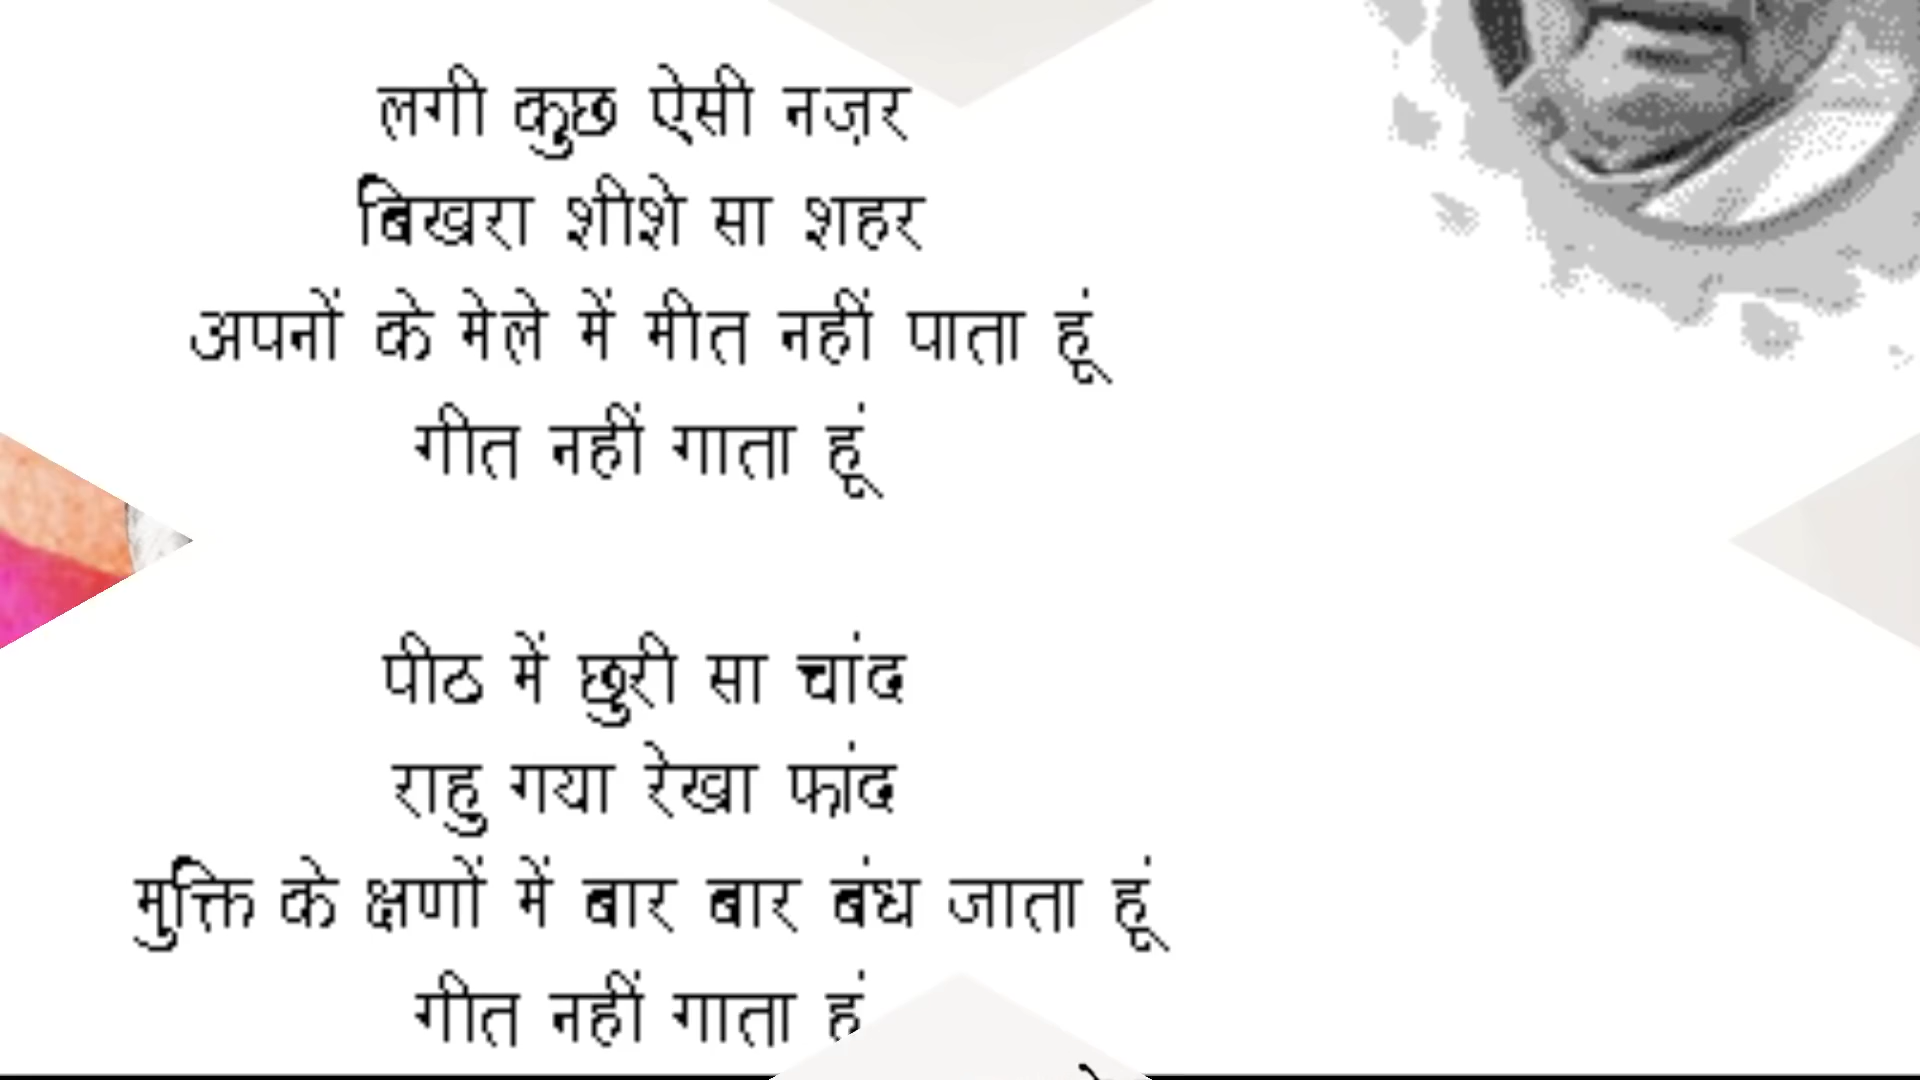 लगी कुछ ऐसी नज़र
बिखरा शीशे सा शहर
अपनों के मेले में मीत नहीं पाता हूं
गीत नहीं गाता हूं
पीठ में छुरी सा चांद
राहु गया रेखा फांद
मुक्ति के क्षणों में बार बार बंध जाता हूं
गीत नहीं गाता